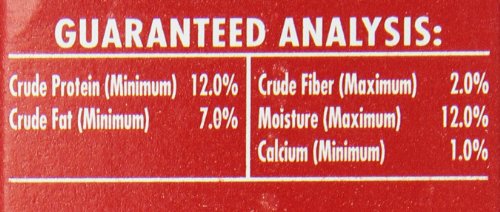 GUARANTEED ANALYSIS:
Crude Protein (Minimum) 12.0%
Crude Fat (Minimum) 7.0%
Crude Fiber (Maximum) 2.0%
Moisture (Maximum) 12.0%
Calcium (Minimum) 1.0%